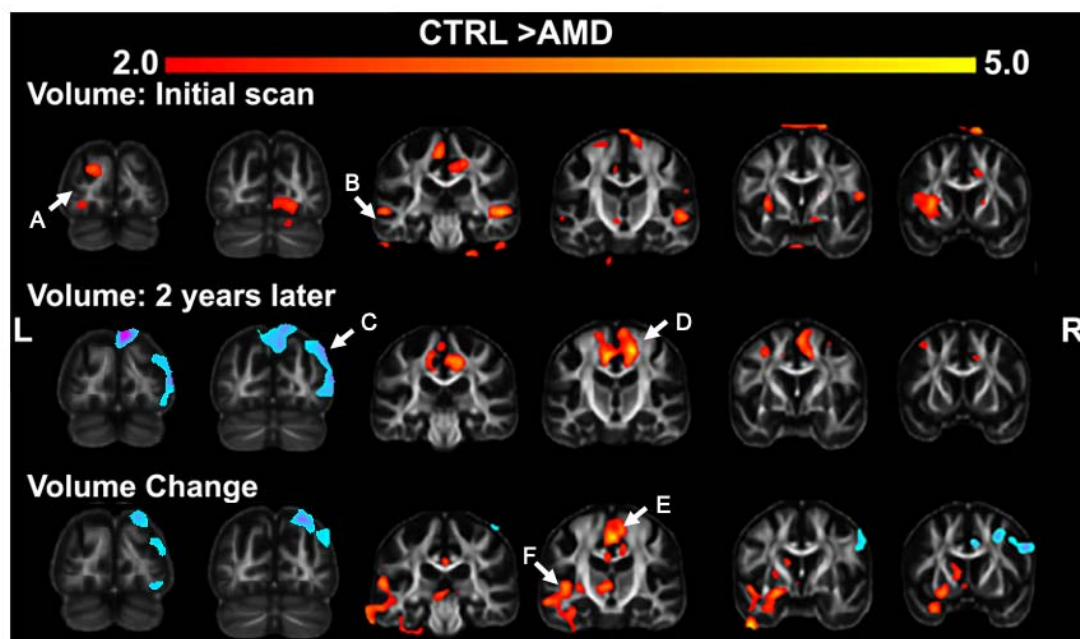 CTRL >AMD
2.0 5.0
Volume: Initial scan
A B
Volume: 2 years later
L C D R
Volume Change
E F